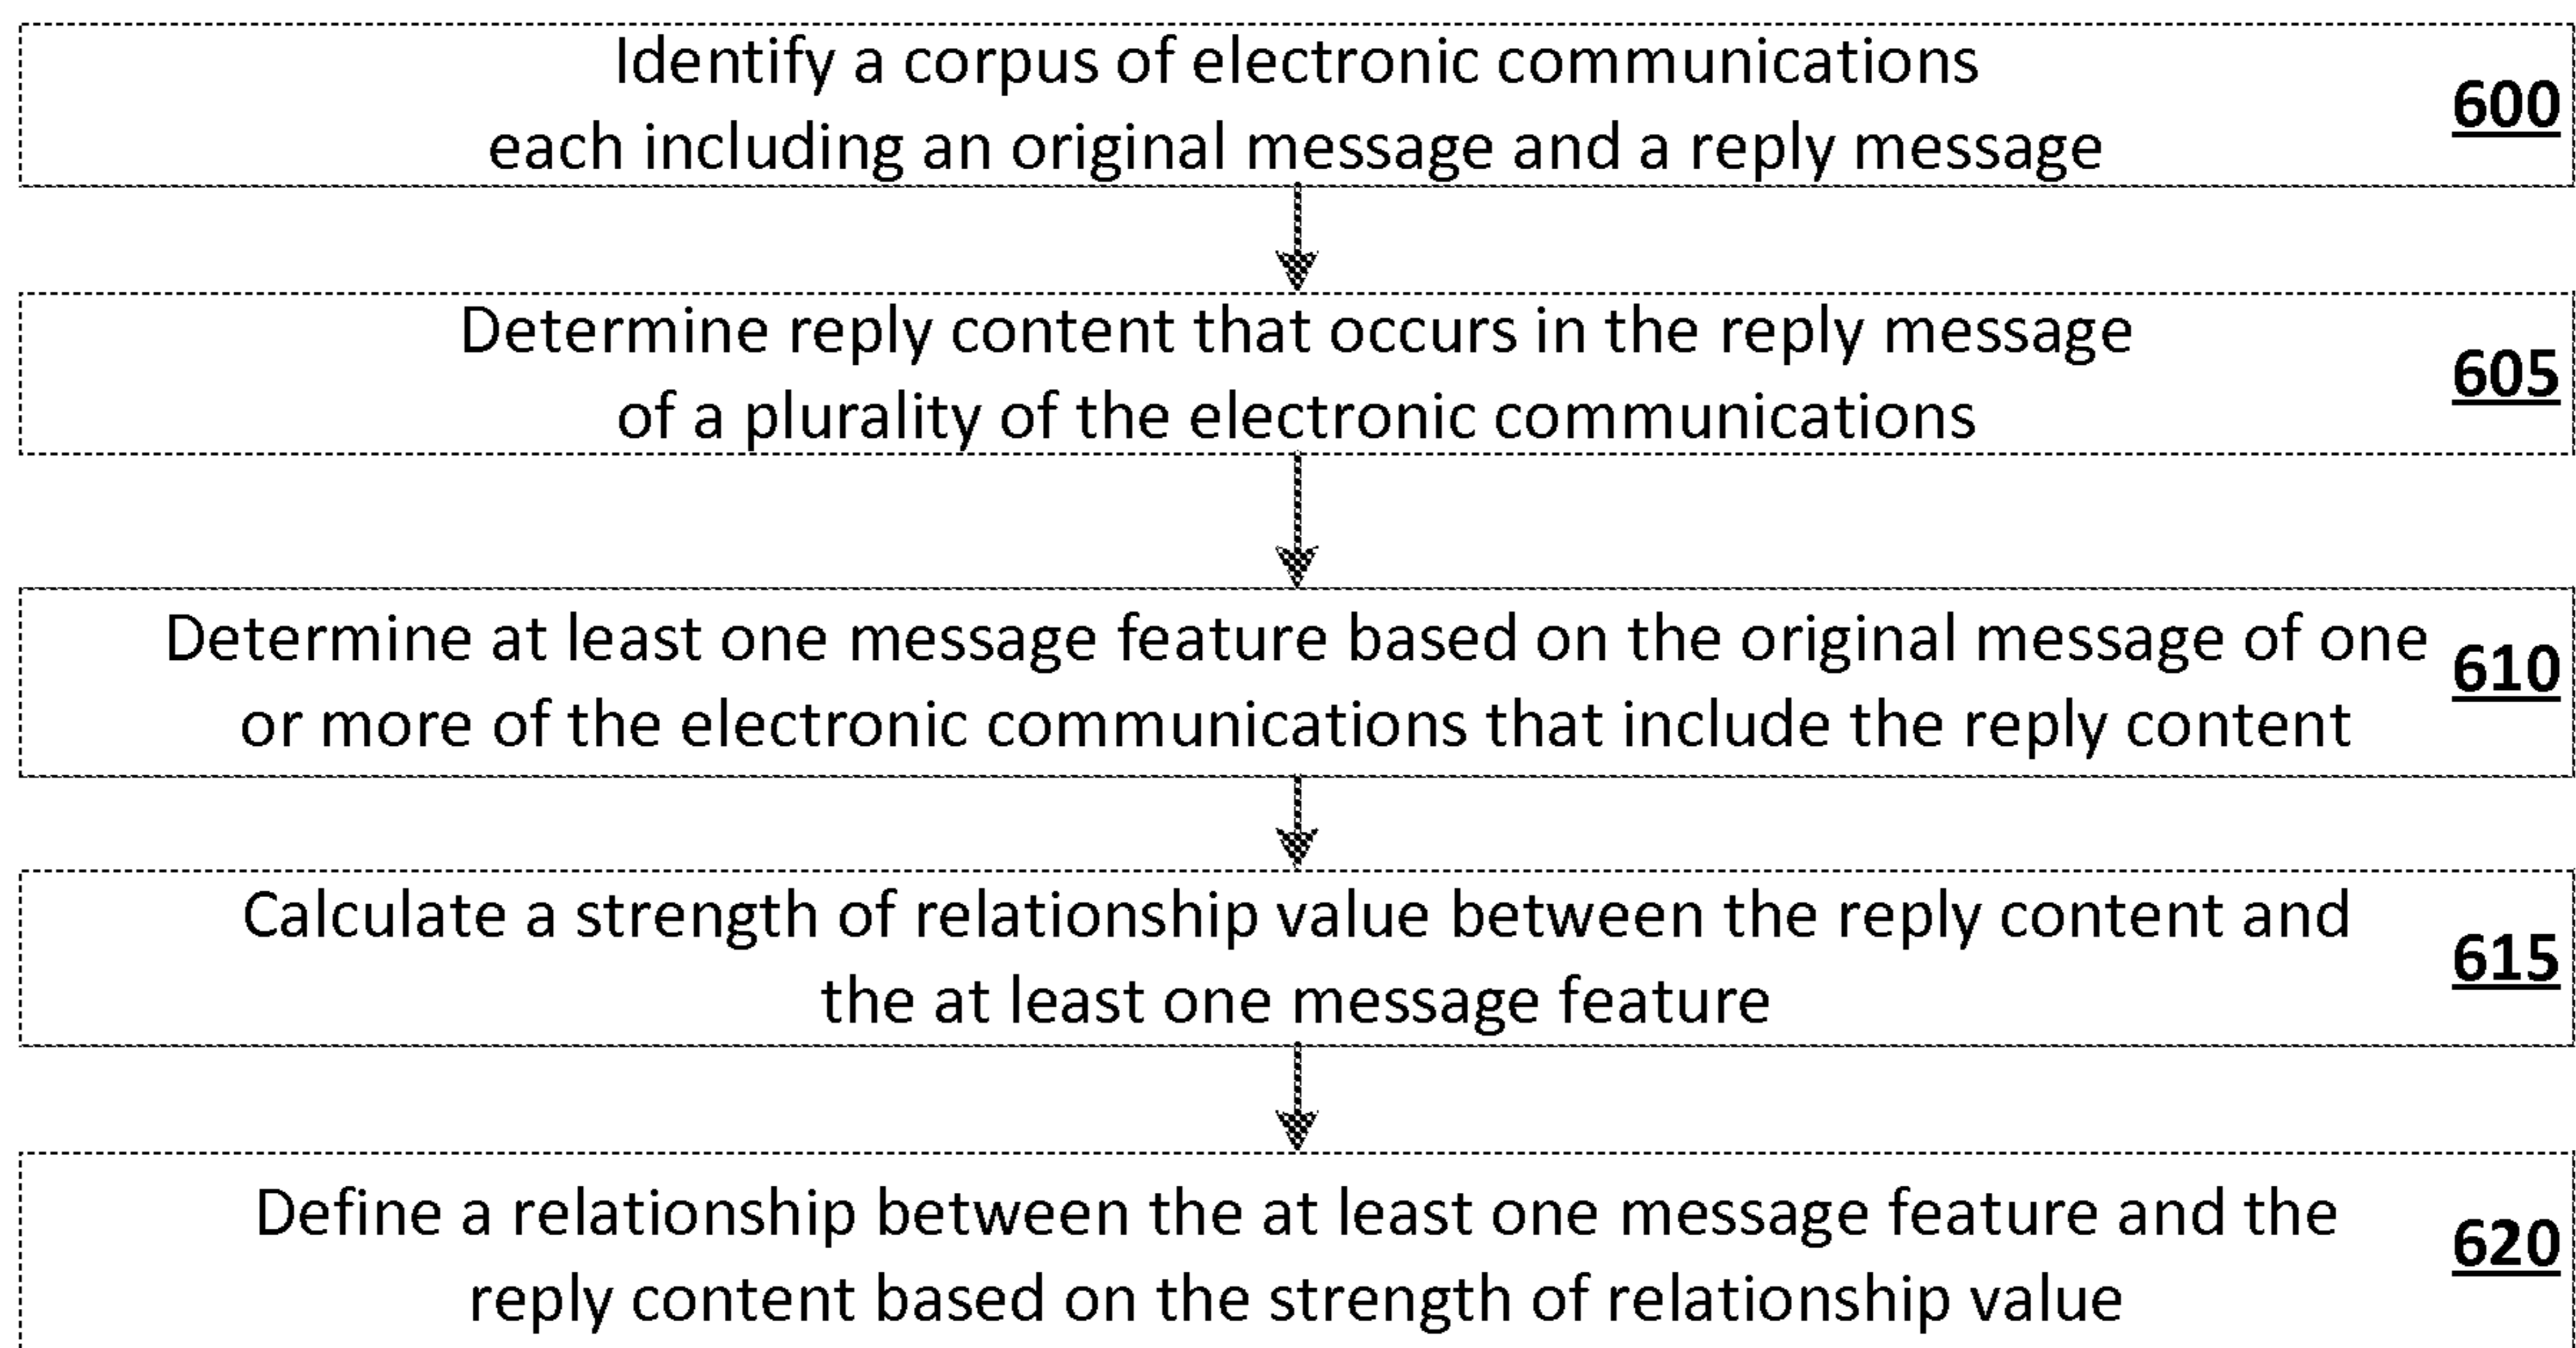 Identify a corpus of electronic communications
each including an original message and a reply message
600
Determine reply content that occurs in the reply message
of a plurality of the electronic communications
605
Determine at least one message feature based on the original message of one
or more of the electronic communications that include the reply content
610
Calculate a strength of relationship value between the reply content and
the at least one message feature
615
Define a relationship between the at least one message feature and the
reply content based on the strength of relationship value
620